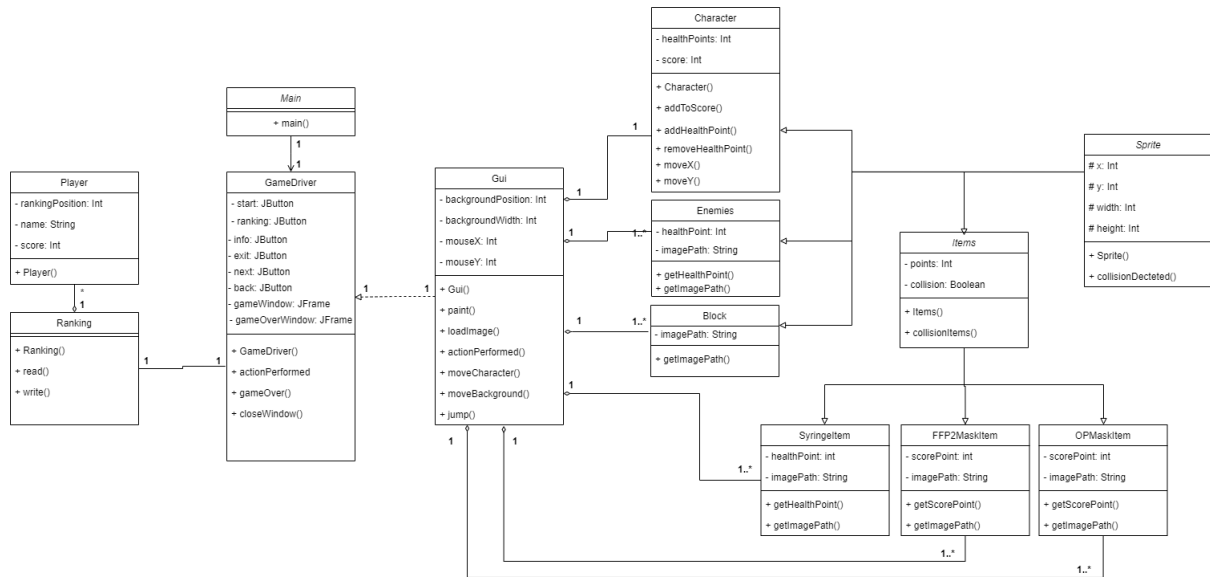 Character
- healthPoints: Int
- score: Int
+ Character()
+ addToScore()
+ addHealthPoint()
+ removeHealthPoint()
+ moveX()
+ moveY()
Main
+ main()
1
1
Player
- rankingPosition: Int
- name: String
- score: Int
+ Player()
*
1
Ranking
+ Ranking()
+ read()
+ write()
1
1
GameDriver
- start: JButton
- ranking: JButton
- info: JButton
- exit: JButton
- next: JButton
- back: JButton
- gameWindow: JFrame
- gameOverWindow: JFrame
+ GameDriver()
+ actionPerformed
+ gameOver()
+ closeWindow()
1
1
Gui
- backgroundPosition: Int
- backgroundWidth: Int
- mouseX: Int
- mouseY: Int
+ Gui()
+ paint()
+ loadImage()
+ actionPerformed()
+ moveCharacter()
+ moveBackground()
+ jump()
1
1
1
1..*
1
1..*
1
1..*
1
1
1..*
1..*
Enemies
- healthPoint: Int
- imagePath: String
+ getHealthPoint()
+ getImagePath()
Block
- imagePath: String
+ getImagePath()
Sprite
# x: Int
# y: Int
# width: Int
# height: Int
+ Sprite()
+ collisionDecteted()
Items
- points: Int
- collision: Boolean
+ Items()
+ collisionItems()
SyringeItem
- healthPoint: int
- imagePath: String
+ getHealthPoint()
+ getImagePath()
FFP2MaskItem
- scorePoint: int
- imagePath: String
+ getScorePoint()
+ getImagePath()
OPMaskItem
- scorePoint: int
- imagePath: String
+ getScorePoint()
+ getImagePath()